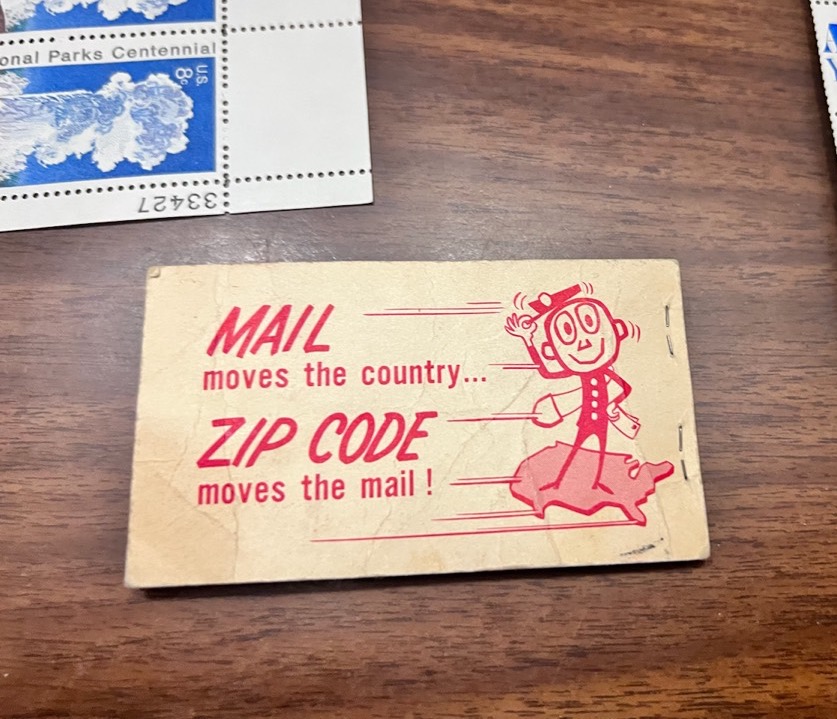 onal Parks Centennial
U.S.
8c
33427
MAIL
moves the country...
ZIP CODE
moves the mail !